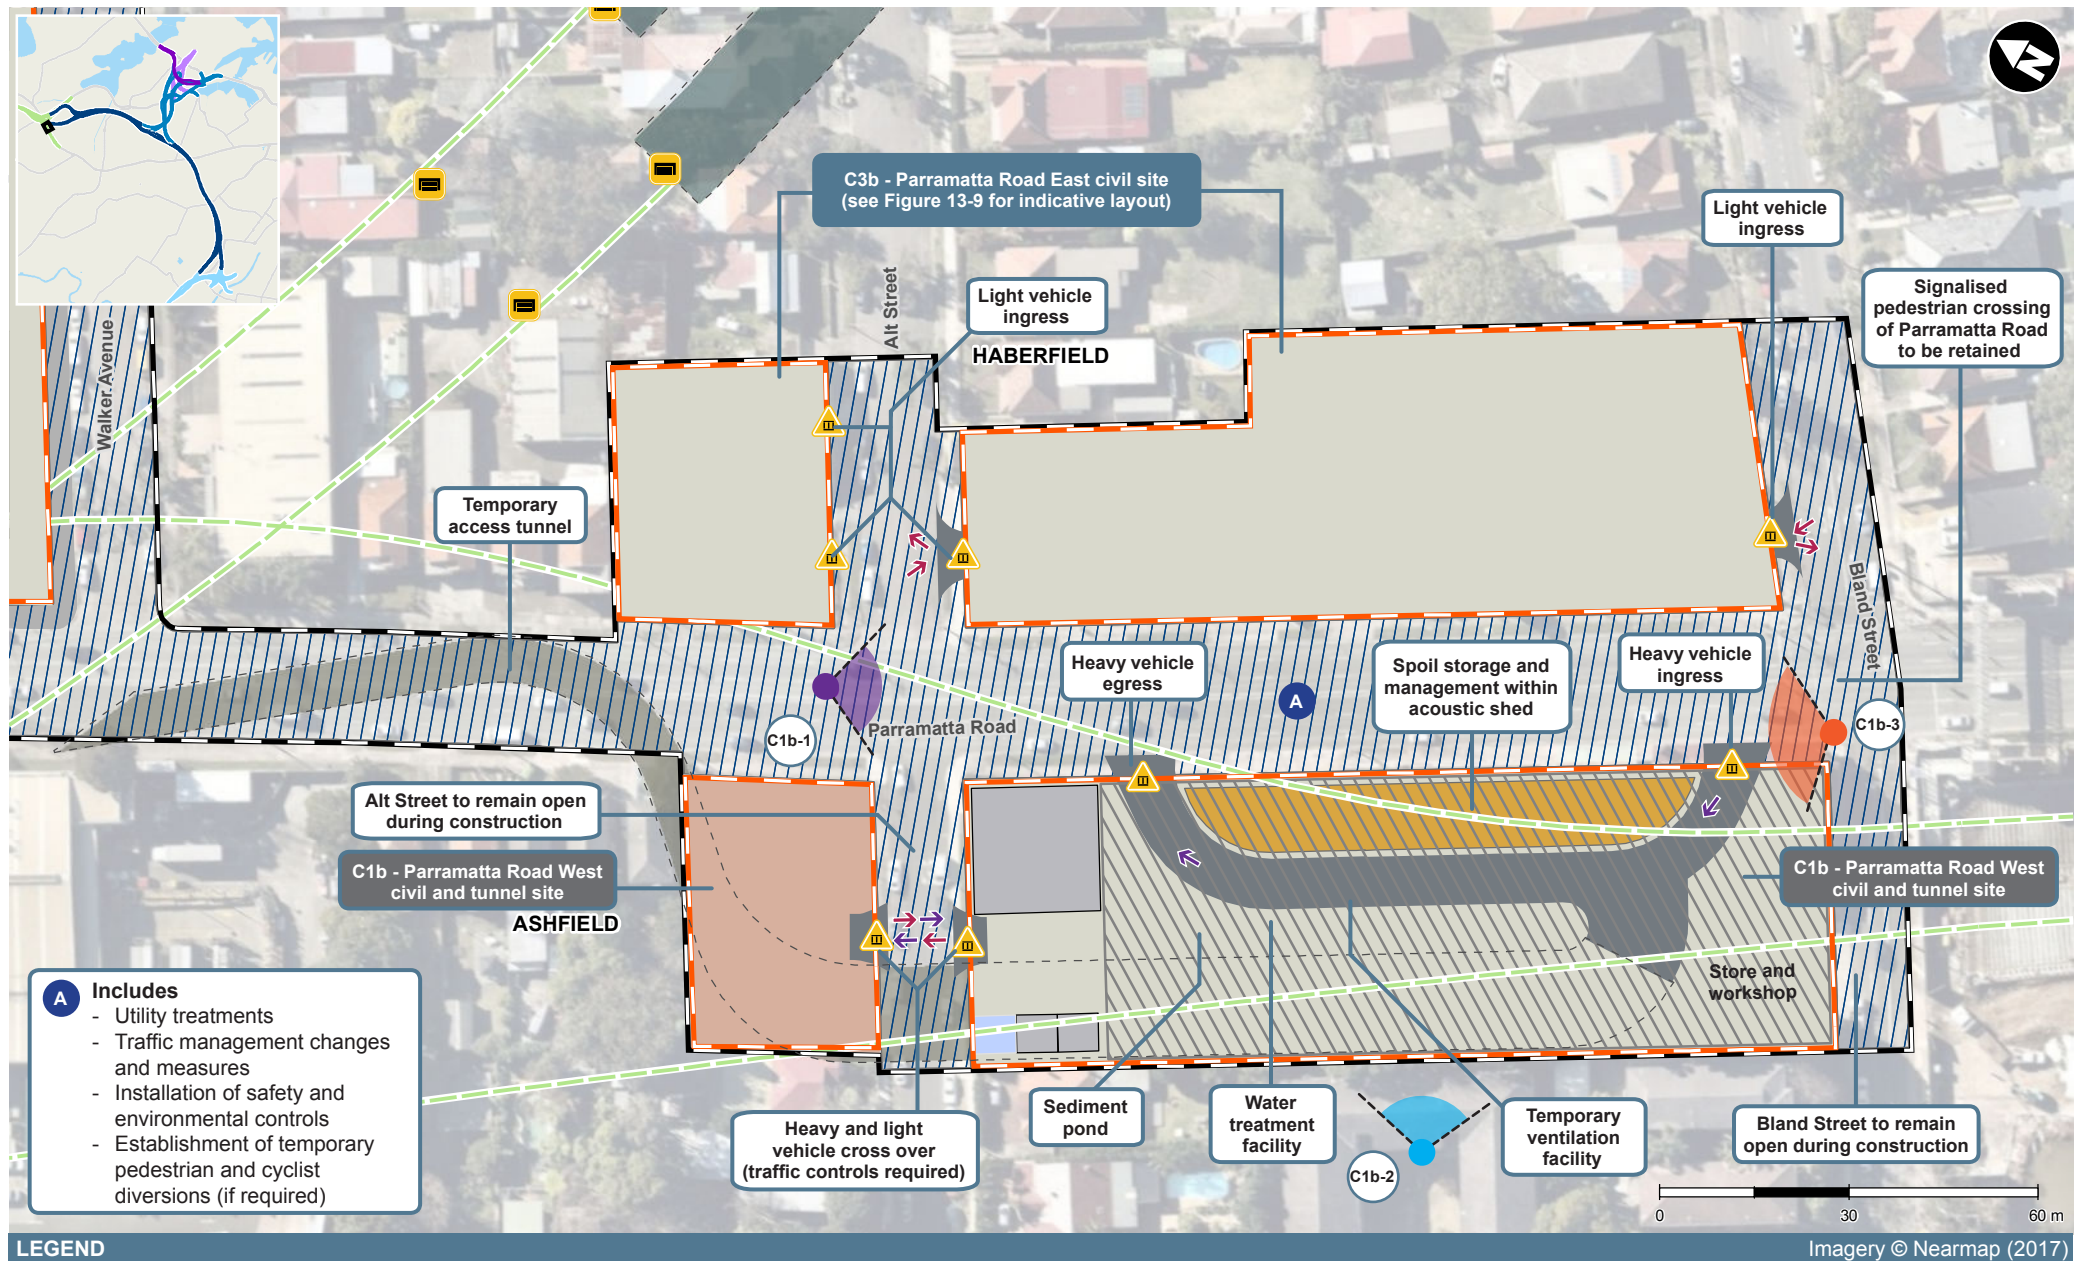 N
C3b - Parramatta Road East civil site
(see Figure 13-9 for indicative layout)
Light vehicle
ingress
Signalised
pedestrian crossing
of Parramatta Road
to be retained
Alt Street
Light vehicle
ingress
HABERFIELD
Walker Avenue
Temporary
access tunnel
Bland Street
Heavy vehicle
egress
Spoil storage and
management within
acoustic shed
Heavy vehicle
ingress
A
C1b-1
Parramatta Road
C1b-3
Alt Street to remain open
during construction
C1b - Parramatta Road West
civil and tunnel site
ASHFIELD
C1b - Parramatta Road West
civil and tunnel site
Store and
workshop
A Includes
- Utility treatments
- Traffic management changes
and measures
- Installation of safety and
environmental controls
- Establishment of temporary
pedestrian and cyclist
diversions (if required)
Heavy and light
vehicle cross over
(traffic controls required)
Sediment
pond
Water
treatment
facility
C1b-2
Temporary
ventilation
facility
Bland Street to remain
open during construction
0 30 60 m
LEGEND
Imagery © Nearmap (2017)